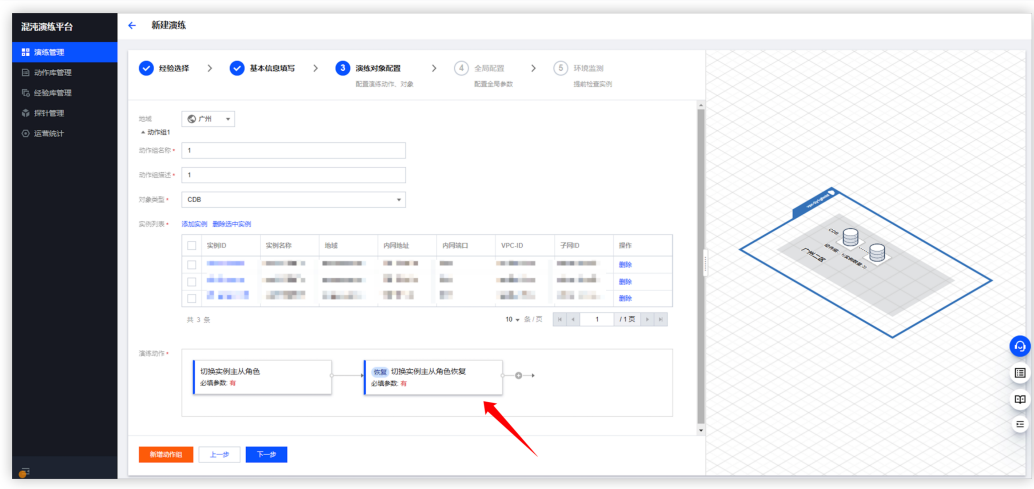 混沌演练平台
新建演练
演练管理
动作库管理
经验库管理
探针管理
运营统计
经验选择
基本信息填写
3 演练对象配置
配置演练动作、对象
4 全局配置
配置全局参数
5 环境监测
提前检查实例
地域 广州
动作组1
动作组名称 * 1
动作组描述 * 1
对象类型 * CDB
实例列表 * 添加实例 删除选中实例
实例ID 实例名称 地域 内网地址 内网端口 VPC-ID 子网ID 操作
删除
删除
删除
共 3 条 10 条 / 页 1 / 1 页
演练动作 *
切换实例主从角色
必填参数: 有
恢复 切换实例主从角色恢复
必填参数: 有
新增动作组 上一步 下一步
CDB
广州二区